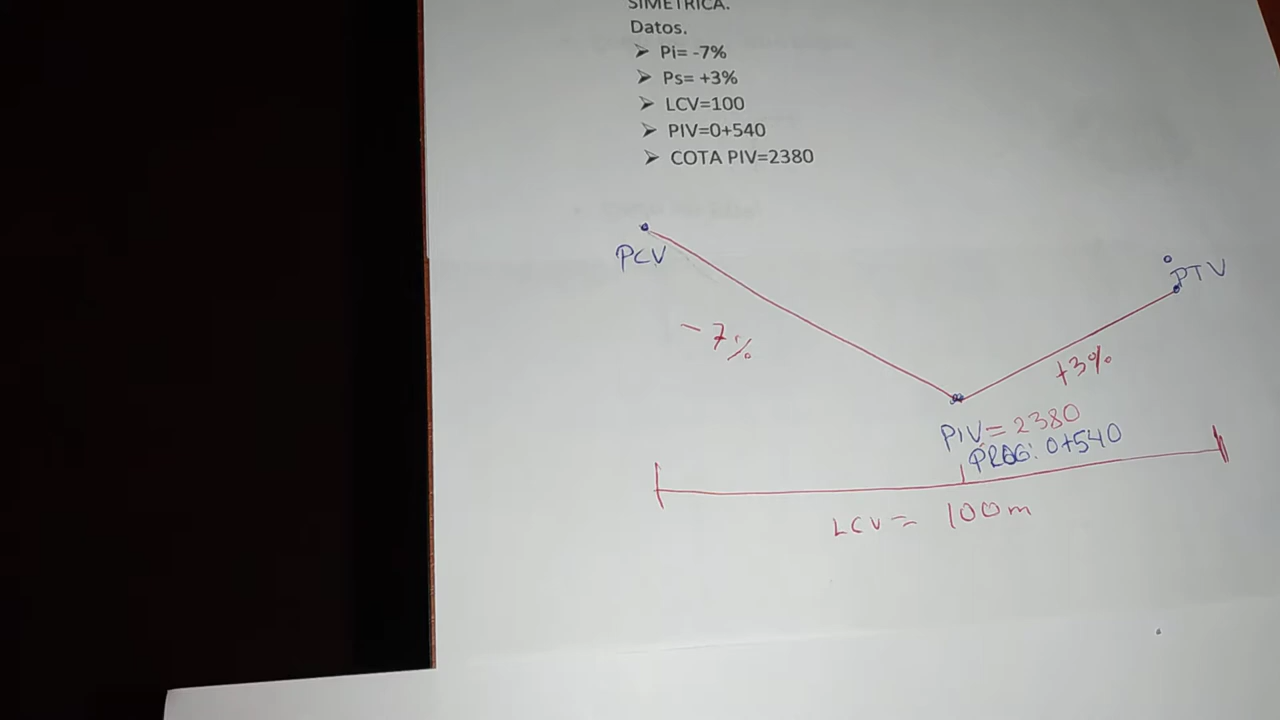 SIMETRICA.
Datos.
➢ Pi= -7%
➢ Ps= +3%
➢ LCV=100
➢ PIV=0+540
➢ COTA PIV=2380
PCV
PTV
-7%
+3%
PIV=2380
PROG: 0+540
LCV= 100m